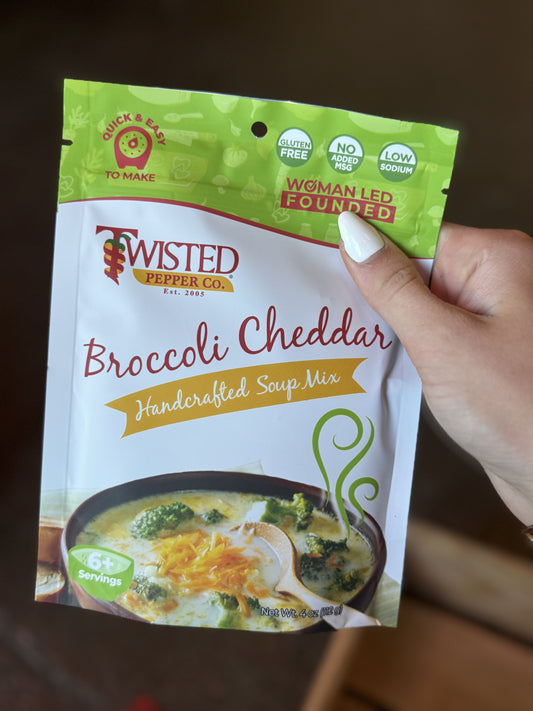 QUICK & EASY
TO MAKE
GLUTEN
FREE
NO
ADDED
MSG
LOW
SODIUM
WOMAN LED
FOUNDED
TWISTED
PEPPER CO.®
Est. 2005
Broccoli Cheddar
Handcrafted Soup Mix
6+
Servings
Net Wt. 4 oz (112 g)